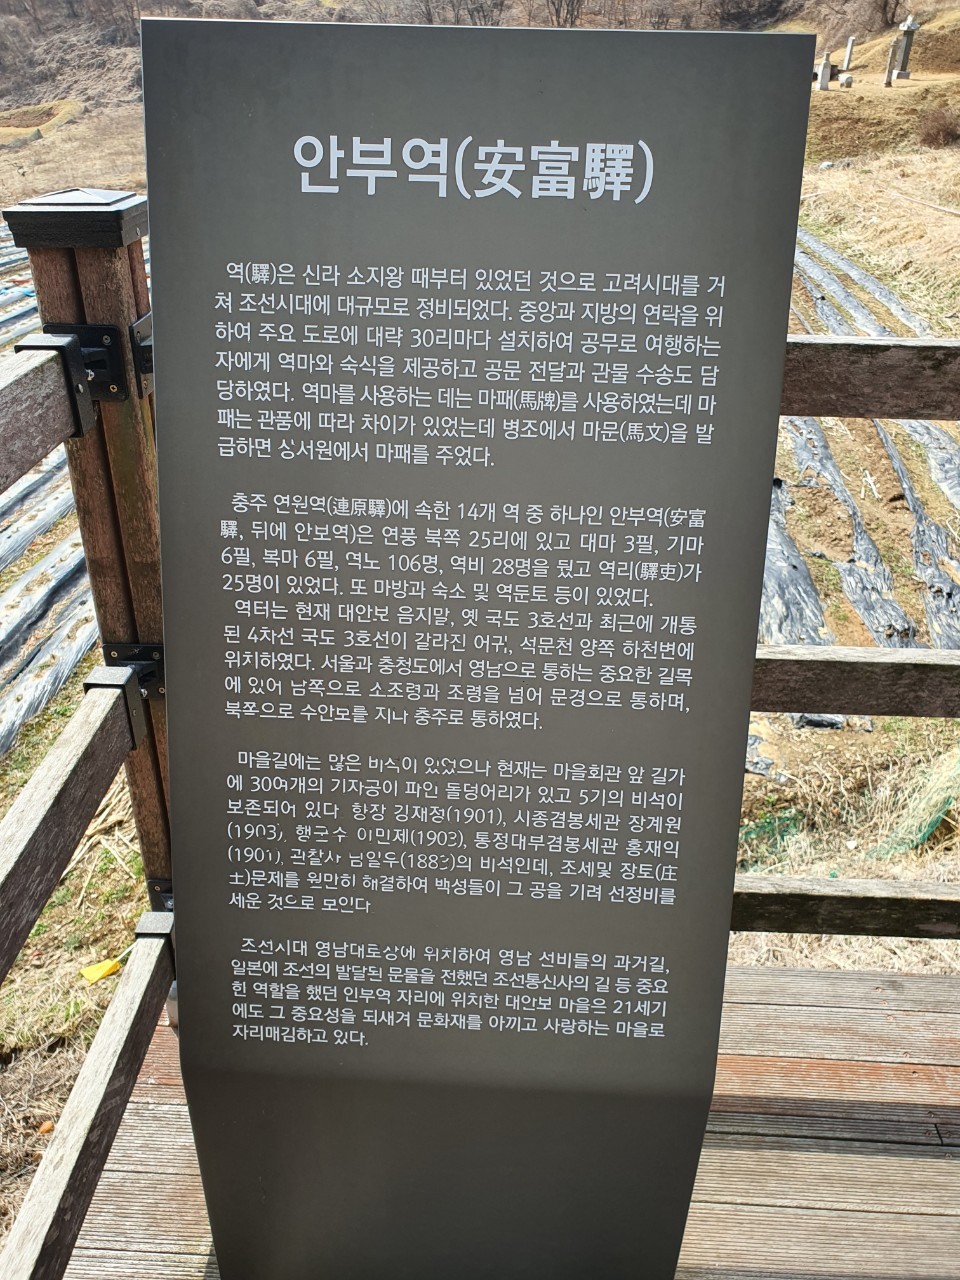 안부역(安富驛)
역(驛)은 신라 소지왕 때부터 있었던 것으로 고려시대를 거
쳐 조선시대에 대규모로 정비되었다. 중앙과 지방의 연락을 위
하여 주요 도로에 대략 30리마다 설치하여 공무로 여행하는
자에게 역마와 숙식을 제공하고 공문 전달과 관물 수송도 담
당하였다. 역마를 사용하는 데는 마패(馬牌)를 사용하였는데 마
패는 관품에 따라 차이가 있었는데 병조에서 마문(馬文)을 발
급하면 상서원에서 마패를 주었다.
충주 연원역(連原驛)에 속한 14개 역 중 하나인 안부역(安富
驛, 뒤에 안보역)은 연풍 북쪽 25리에 있고 대마 3필, 기마
6필, 복마 6필, 역노 106명, 역비 28명을 뒀고 역리(驛吏)가
25명이 있었다. 또 마방과 숙소 및 역둔토 등이 있었다.
역터는 현재 대안보 음지말, 옛 국도 3호선과 최근에 개통
된 4차선 국도 3호선이 갈라진 어귀, 석문천 양쪽 하천변에
위치하였다. 서울과 충청도에서 영남으로 통하는 중요한 길목
에 있어 남쪽으로 소조령과 조령을 넘어 문경으로 통하며,
북쪽으로 수안보를 지나 충주로 통하였다.
마을길에는 많은 비석이 있었으나 현재는 마을회관 앞 길가
에 30여개의 기자공이 파인 돌덩어리가 있고 5기의 비석이
보존되어 있다. 항장 김재정(1901), 시종겸봉세관 장계원
(1903), 행군수 이민제(1903), 통정대부겸봉세관 홍재익
(1901), 관찰사 남일우(1883)의 비석인데, 조세및 장토(庄
土)문제를 원만히 해결하여 백성들이 그 공을 기려 선정비를
세운 것으로 보인다.
조선시대 영남대로상에 위치하여 영남 선비들의 과거길,
일본에 조선의 발달된 문물을 전했던 조선통신사의 길 등 중요
한 역할을 했던 안부역 자리에 위치한 대안보 마을은 21세기
에도 그 중요성을 되새겨 문화재를 아끼고 사랑하는 마을로
자리매김하고 있다.